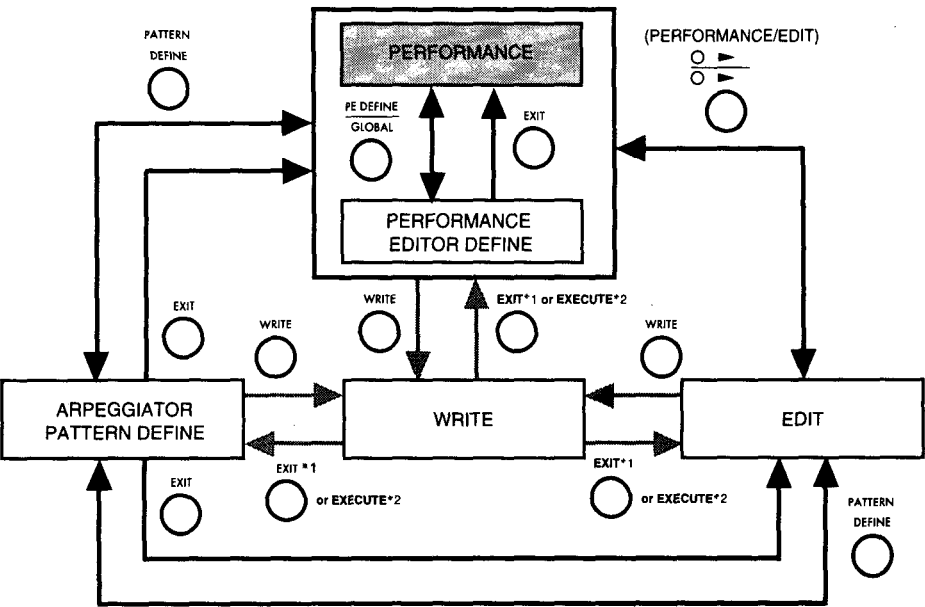 PATTERN
DEFINE
PERFORMANCE
(PERFORMANCE/EDIT)
PE DEFINE
GLOBAL
EXIT
PERFORMANCE
EDITOR DEFINE
EXIT
WRITE
WRITE
EXIT*1 or EXECUTE*2
WRITE
ARPEGGIATOR
PATTERN DEFINE
WRITE
EDIT
EXIT
EXIT *1
or EXECUTE*2
EXIT*1
or EXECUTE*2
PATTERN
DEFINE